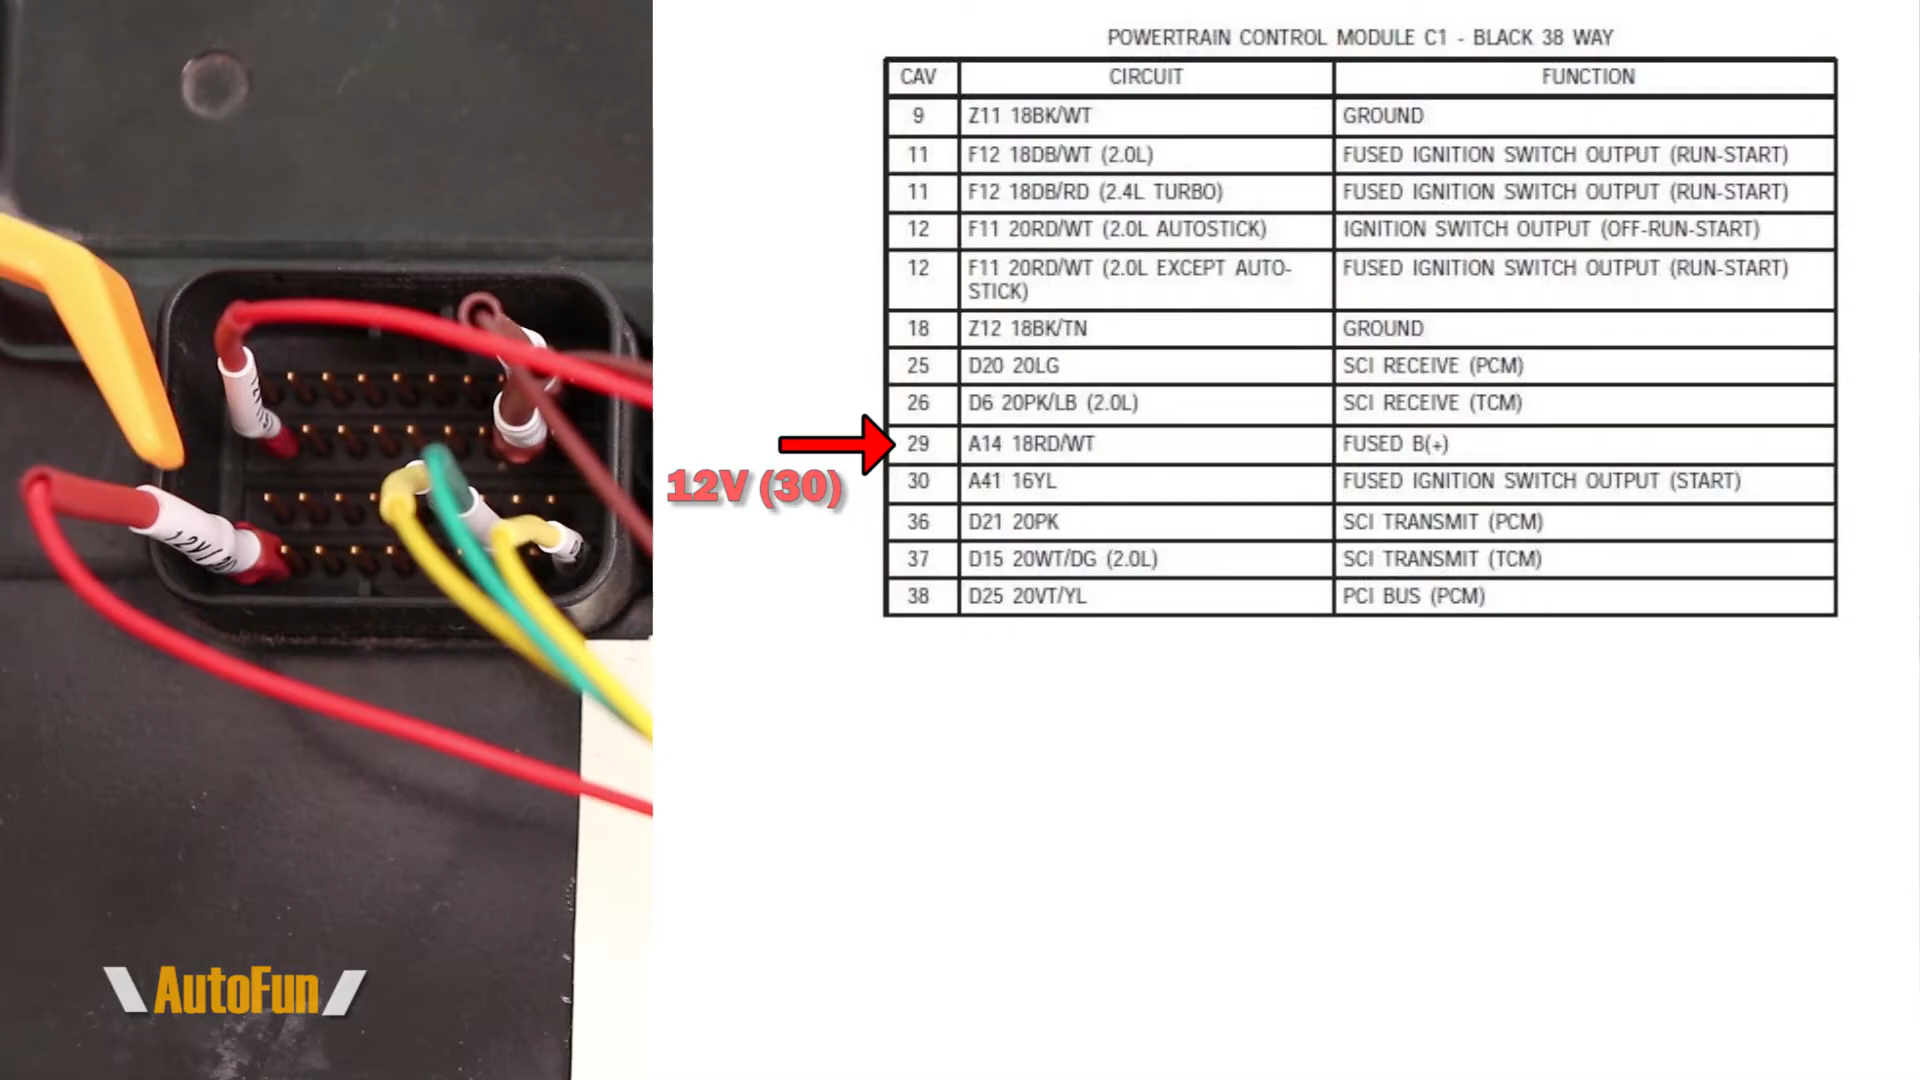 POWERTRAIN CONTROL MODULE C1 - BLACK 38 WAY
CAV CIRCUIT FUNCTION
9 Z11 18BK/WT GROUND
11 F12 18DB/WT (2.0L) FUSED IGNITION SWITCH OUTPUT (RUN-START)
11 F12 18DB/RD (2.4L TURBO) FUSED IGNITION SWITCH OUTPUT (RUN-START)
12 F11 20RD/WT (2.0L AUTOSTICK) IGNITION SWITCH OUTPUT (OFF-RUN-START)
12 F11 20RD/WT (2.0L EXCEPT AUTO- FUSED IGNITION SWITCH OUTPUT (RUN-START)
STICK)
18 Z12 18BK/TN GROUND
25 D20 20LG SCI RECEIVE (PCM)
26 D6 20PK/LB (2.0L) SCI RECEIVE (TCM)
29 A14 18RD/WT FUSED B(+)
12V (30)
30 A41 16YL FUSED IGNITION SWITCH OUTPUT (START)
36 D21 20PK SCI TRANSMIT (PCM)
37 D15 20WT/DG (2.0L) SCI TRANSMIT (TCM)
38 D25 20VT/YL PCI BUS (PCM)
AutoFun